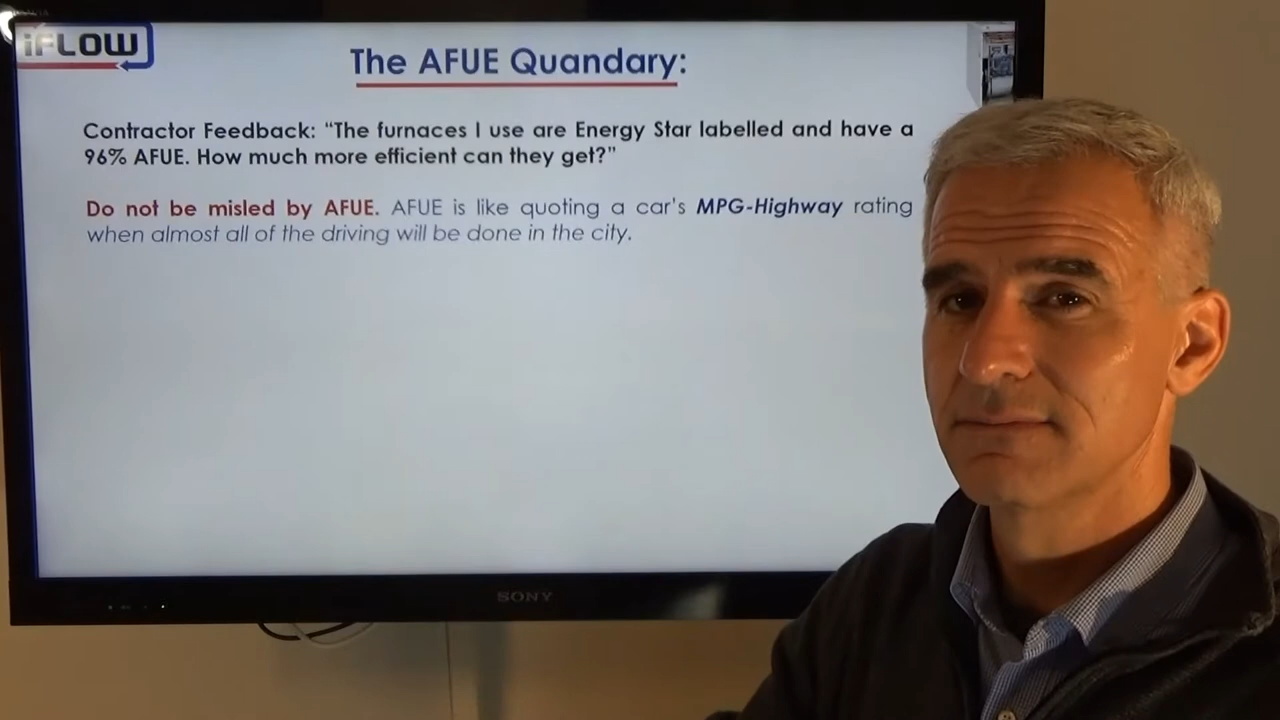 iFLOW
The AFUE Quandary:
Contractor Feedback: “The furnaces I use are Energy Star labelled and have a
96% AFUE. How much more efficient can they get?”
Do not be misled by AFUE. AFUE is like quoting a car’s MPG-Highway rating
when almost all of the driving will be done in the city.
SONY